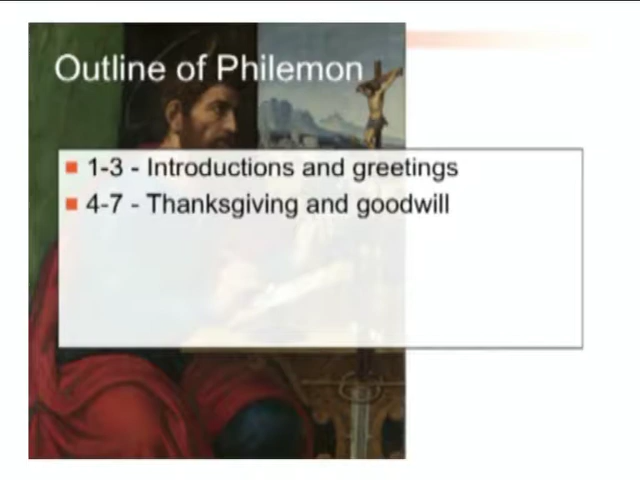 Outline of Philemon
1-3 - Introductions and greetings
4-7 - Thanksgiving and goodwill